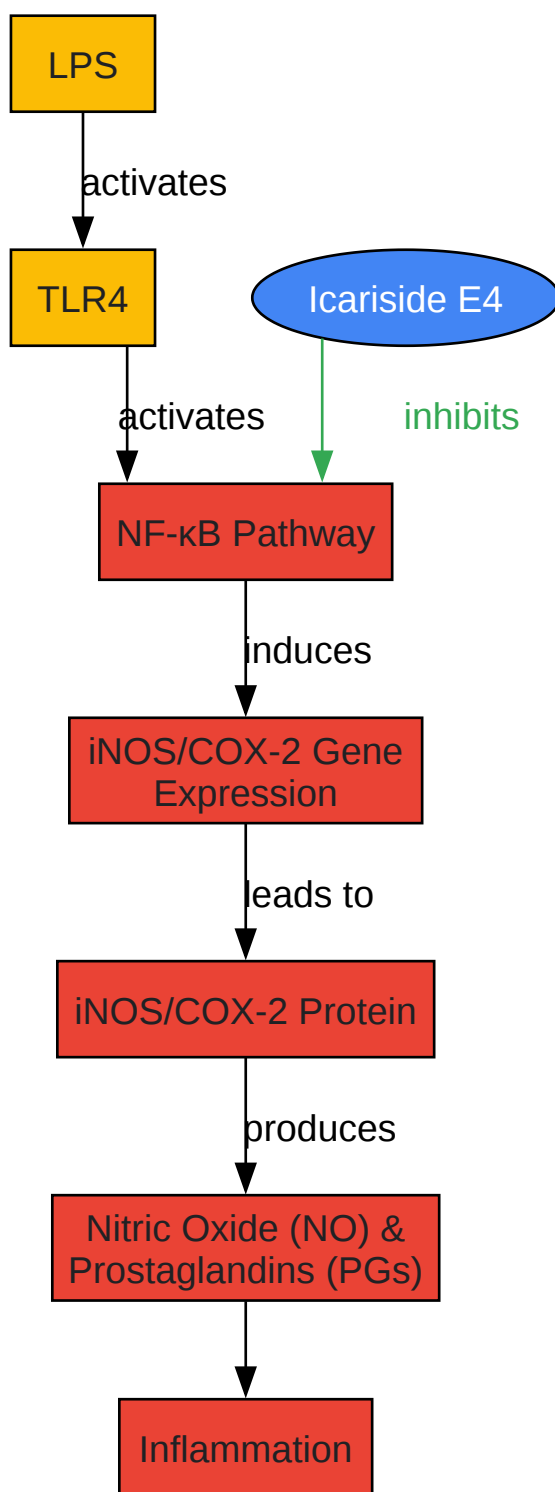 LPS
activates
TLR4
Icariside E4
activates
inhibits
NF-κB Pathway
induces
iNOS/COX-2 Gene
Expression
leads to
iNOS/COX-2 Protein
produces
Nitric Oxide (NO) &
Prostaglandins (PGs)
Inflammation